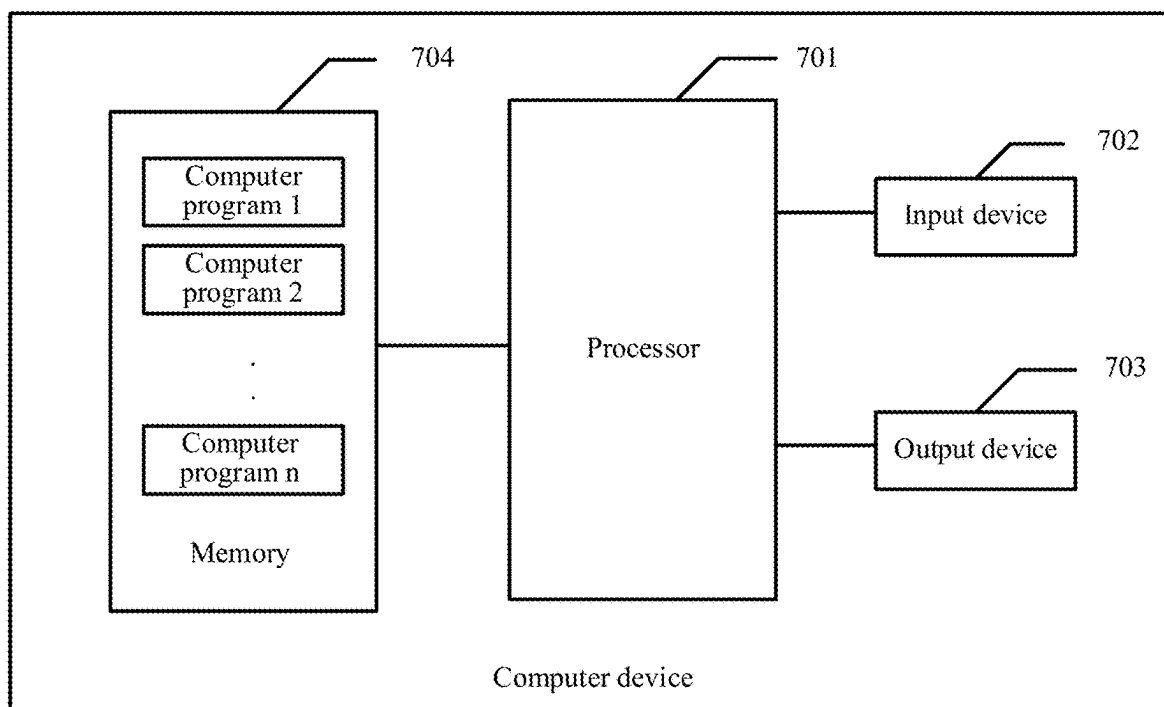 704
701
702
703
Computer
program 1
Computer
program 2
.
.
Computer
program n
Memory
Processor
Input device
Output device
Computer device